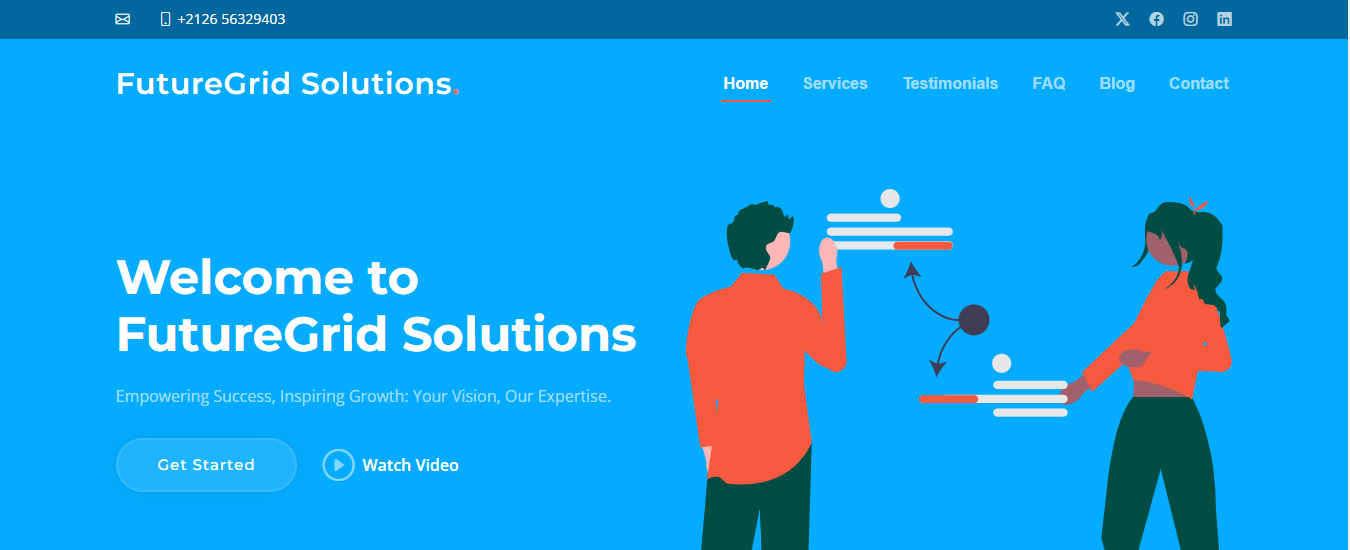 +2126 56329403
FutureGrid Solutions.
Home Services Testimonials FAQ Blog Contact
Welcome to
FutureGrid Solutions
Empowering Success, Inspiring Growth: Your Vision, Our Expertise.
Get Started Watch Video